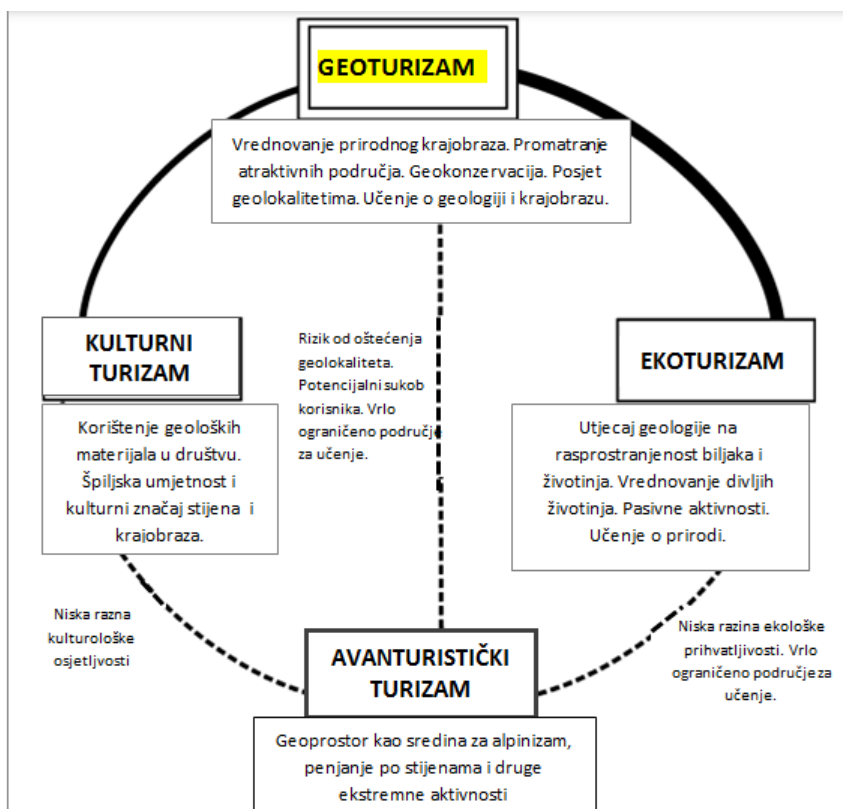 GEOTURIZAM
Vrednovanje prirodnog krajobraza. Promatranje
atraktivnih područja. Geokonzervacija. Posjet
geolokalitetima. Učenje o geologiji i krajobrazu.
KULTURNI
TURIZAM
Korištenje geoloških
materijala u društvu.
Špiljska umjetnost i
kulturni značaj stijena i
krajobraza.
Rizik od oštećenja
geolokaliteta.
Potencijalni sukob
korisnika. Vrlo
ograničeno područje
za učenje.
EKOTURIZAM
Utjecaj geologije na
rasprostranjenost biljaka i
životinja. Vrednovanje divljih
životinja. Pasivne aktivnosti.
Učenje o prirodi.
Niska razna
kulturološke
osjetljivosti
Niska razina ekološke
prihvatljivosti. Vrlo
ograničeno područje za
učenje.
AVANTURISTIČKI
TURIZAM
Geoprostor kao sredina za alpinizam,
penjanje po stijenama i druge
ekstremne aktivnosti